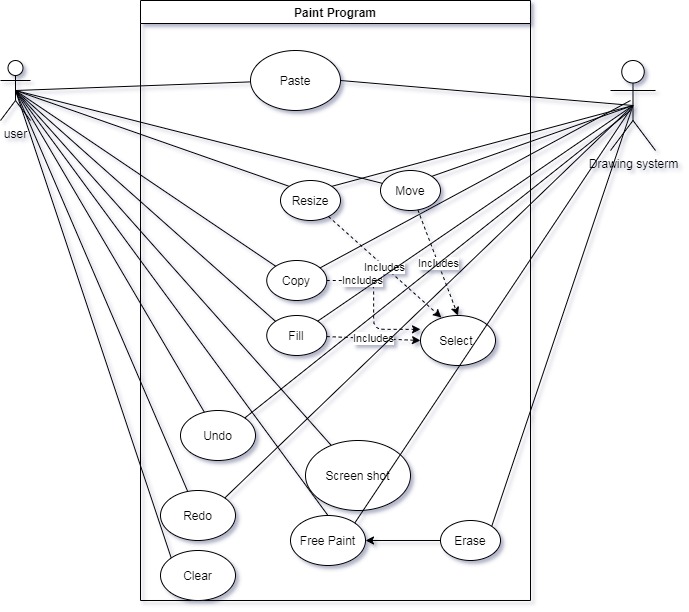 Paint Program
Paste
user
Drawing systerm
Resize
Move
Includes
Includes
Copy
Includes
Fill
Includes
Select
Undo
Screen shot
Redo
Free Paint
Erase
Clear